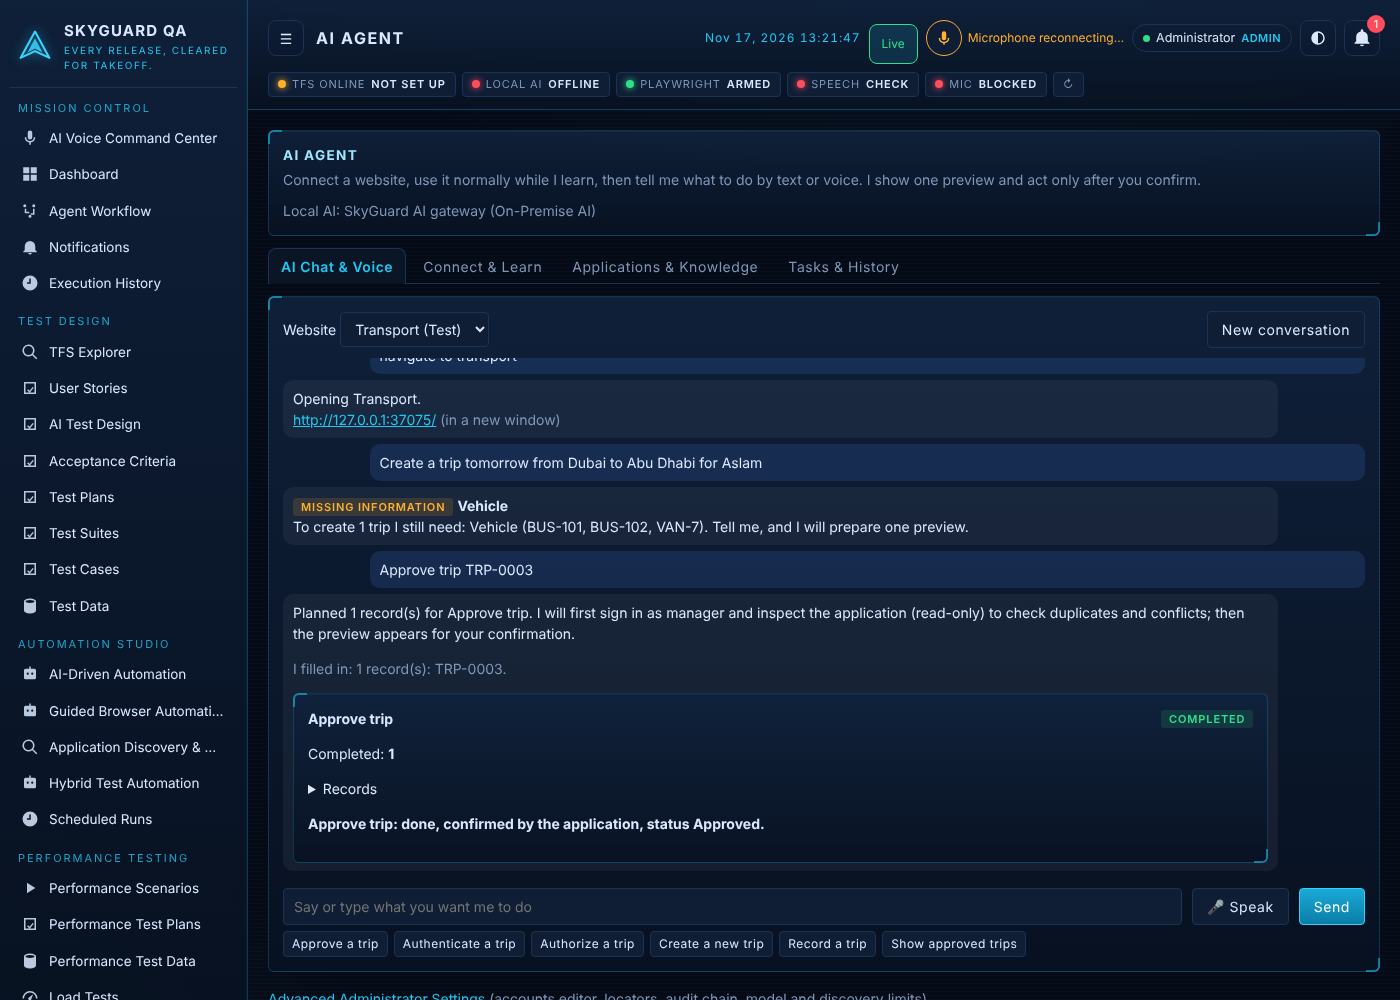 SKYGUARD QA
EVERY RELEASE, CLEARED
FOR TAKEOFF.
MISSION CONTROL
AI Voice Command Center
Dashboard
Agent Workflow
Notifications
Execution History
TEST DESIGN
TFS Explorer
User Stories
AI Test Design
Acceptance Criteria
Test Plans
Test Suites
Test Cases
Test Data
AUTOMATION STUDIO
AI-Driven Automation
Guided Browser Automati...
Application Discovery & ...
Hybrid Test Automation
Scheduled Runs
PERFORMANCE TESTING
Performance Scenarios
Performance Test Plans
Performance Test Data
Load Tests
AI AGENT
Nov 17, 2026 13:21:47
Live
Microphone reconnecting...
Administrator ADMIN
1
TFS ONLINE NOT SET UP
LOCAL AI OFFLINE
PLAYWRIGHT ARMED
SPEECH CHECK
MIC BLOCKED
AI AGENT
Connect a website, use it normally while I learn, then tell me what to do by text or voice. I show one preview and act only after you confirm.
Local AI: SkyGuard AI gateway (On-Premise AI)
AI Chat & Voice
Connect & Learn
Applications & Knowledge
Tasks & History
Website Transport (Test)
New conversation
navigate to transport
Opening Transport.
http://127.0.0.1:37075/ (in a new window)
Create a trip tomorrow from Dubai to Abu Dhabi for Aslam
MISSING INFORMATION Vehicle
To create 1 trip I still need: Vehicle (BUS-101, BUS-102, VAN-7). Tell me, and I will prepare one preview.
Approve trip TRP-0003
Planned 1 record(s) for Approve trip. I will first sign in as manager and inspect the application (read-only) to check duplicates and conflicts; then
the preview appears for your confirmation.
I filled in: 1 record(s): TRP-0003.
Approve trip
COMPLETED
Completed: 1
Records
Approve trip: done, confirmed by the application, status Approved.
Say or type what you want me to do
Speak
Send
Approve a trip
Authenticate a trip
Authorize a trip
Create a new trip
Record a trip
Show approved trips
Advanced Administrator Settings (accounts editor, locators, audit chain, model and discovery limits)